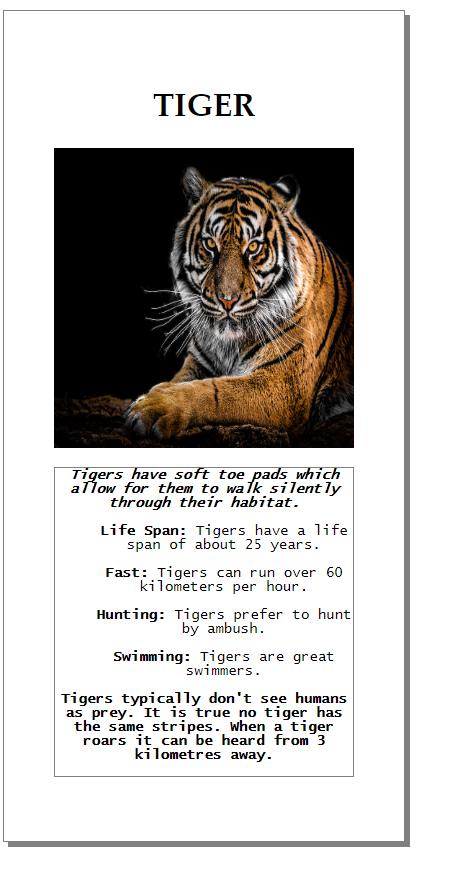 TIGER
Tigers have soft toe pads which
allow for them to walk silently
through their habitat.
Life Span: Tigers have a life
span of about 25 years.
Fast: Tigers can run over 60
kilometers per hour.
Hunting: Tigers prefer to hunt
by ambush.
Swimming: Tigers are great
swimmers.
Tigers typically don't see humans
as prey. It is true no tiger has
the same stripes. When a tiger
roars it can be heard from 3
kilometres away.